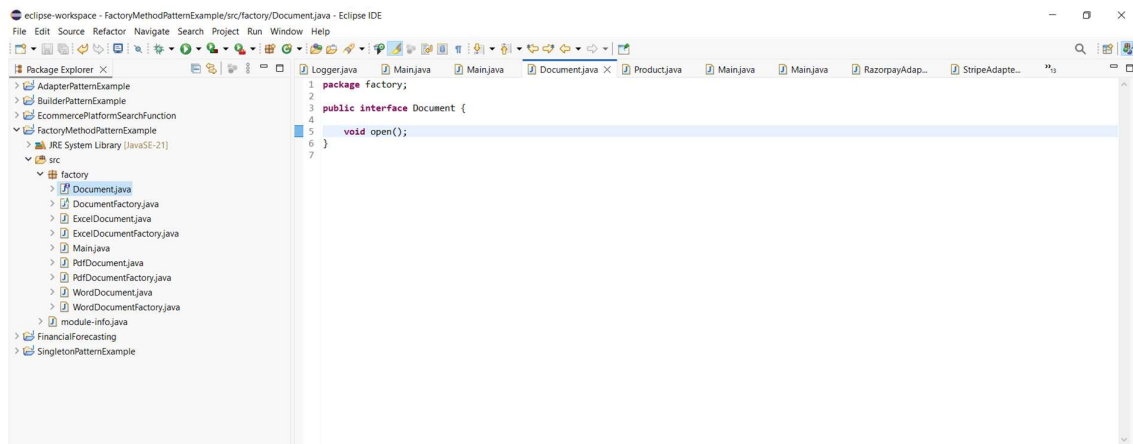 eclipse-workspace - FactoryMethodPatternExample/src/factory/Document.java - Eclipse IDE
File Edit Source Refactor Navigate Search Project Run Window Help
Package Explorer
Logger.java Main.java Main.java Document.java Product.java Main.java Main.java RazorpayAdap... StripeAdapte... »13
AdapterPatternExample
BuilderPatternExample
EcommercePlatformSearchFunction
FactoryMethodPatternExample
JRE System Library [JavaSE-21]
src
factory
Document.java
DocumentFactory.java
ExcelDocument.java
ExcelDocumentFactory.java
Main.java
PdfDocument.java
PdfDocumentFactory.java
WordDocument.java
WordDocumentFactory.java
module-info.java
FinancialForecasting
SingletonPatternExample
1 package factory;
2
3 public interface Document {
4
5     void open();
6 }
7